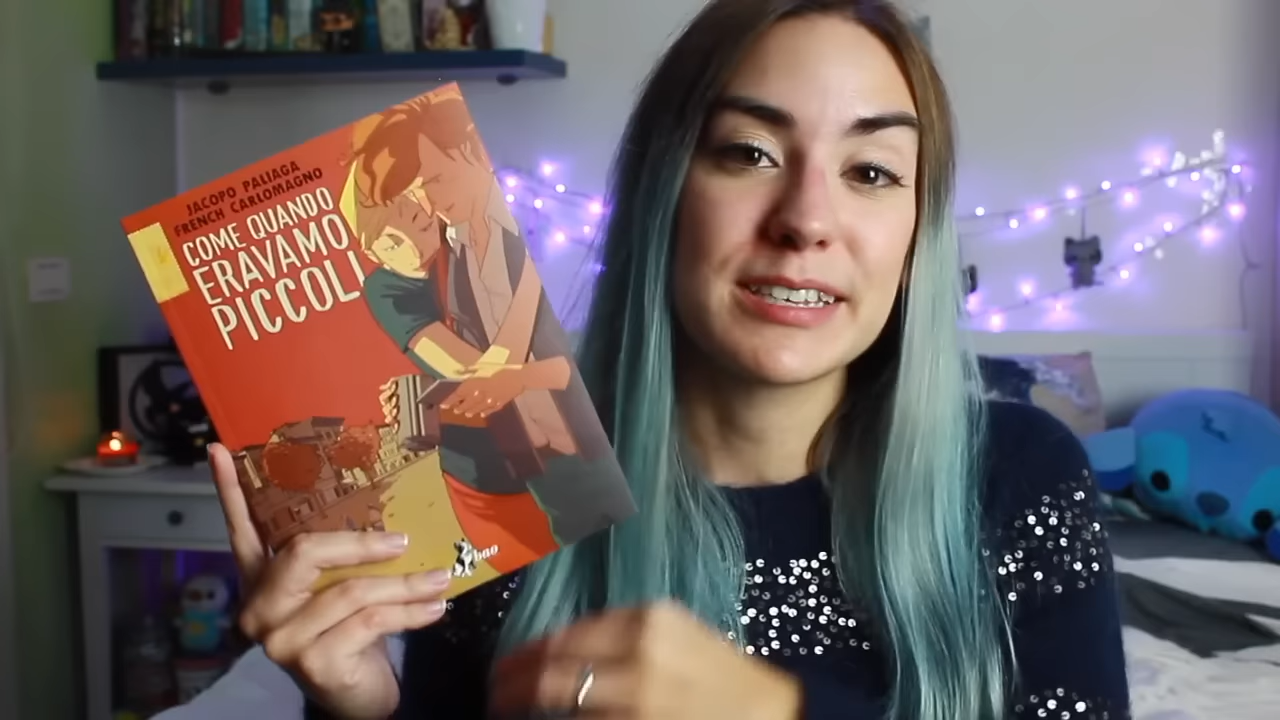 JACOPO PALIAGA
FRENCH CARLOMAGNO
COME QUANDO
ERAVAMO
PICCOLI
bao